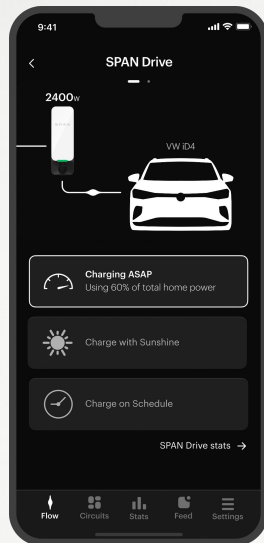 9:41
SPAN Drive
2400w
SPAN
VW iD4
Charging ASAP
Using 60% of total home power
Charge with Sunshine
Charge on Schedule
SPAN Drive stats →
Flow
Circuits
Stats
Feed
Settings